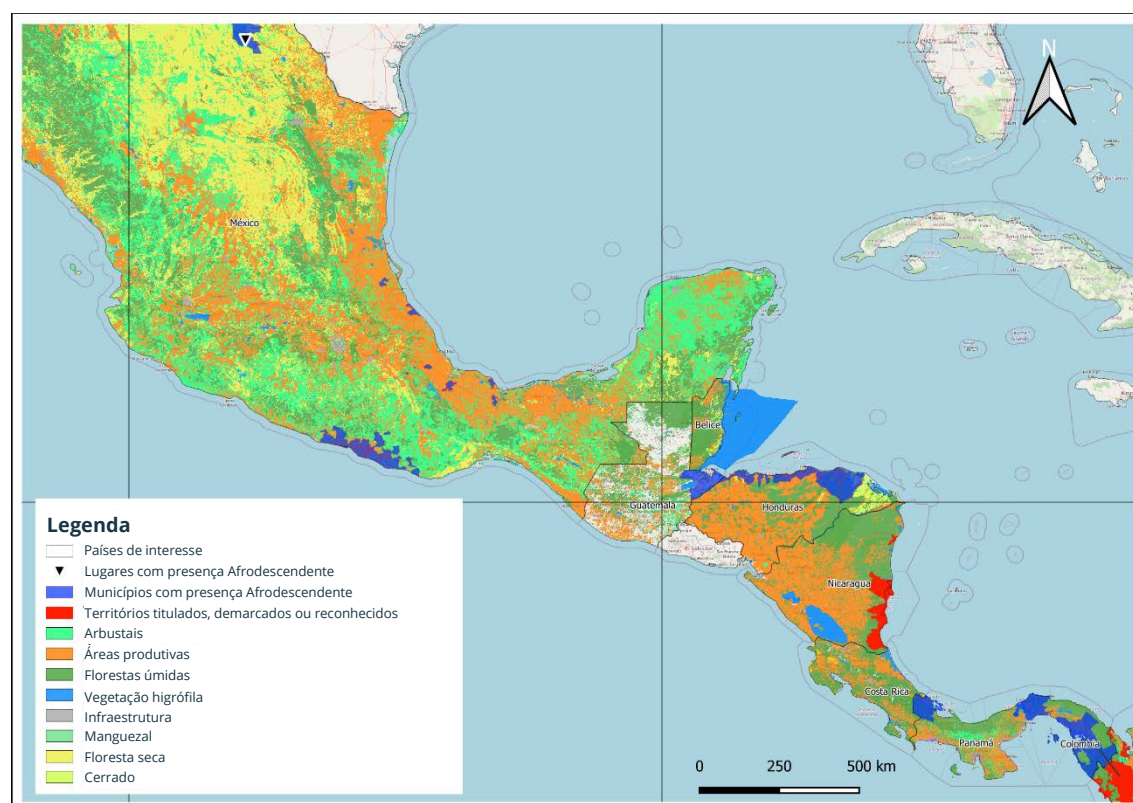 N
México
Belice
Guatemala
Honduras
Nicaragua
Costa Rica
Panamá
Colombia
Legenda
Países de interesse
Lugares com presença Afrodescendente
Municípios com presença Afrodescendente
Territórios titulados, demarcados ou reconhecidos
Arbustais
Áreas produtivas
Florestas úmidas
Vegetação higrófila
Infraestrutura
Manguezal
Floresta seca
Cerrado
0 250 500 km